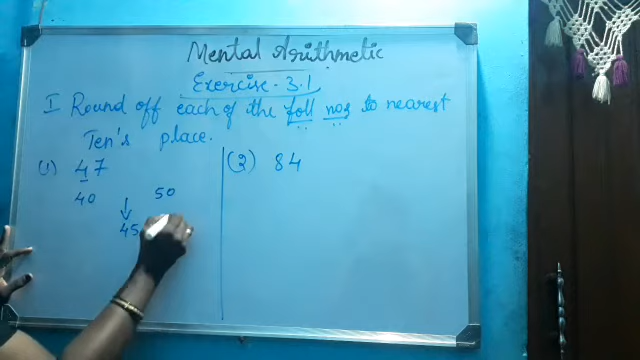 Mental Arithmetic
Exercise. 3.1
I Round off each of the foll nos to nearest
Ten's place.
(1) 47
40 50
↓
45
(2) 84